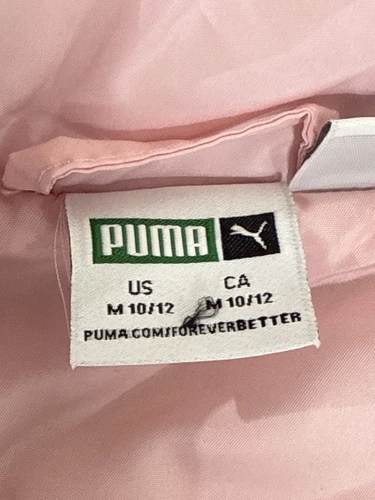 PUMA
US CA
M 10/12 M 10/12
PUMA.COM/FOREVERBETTER